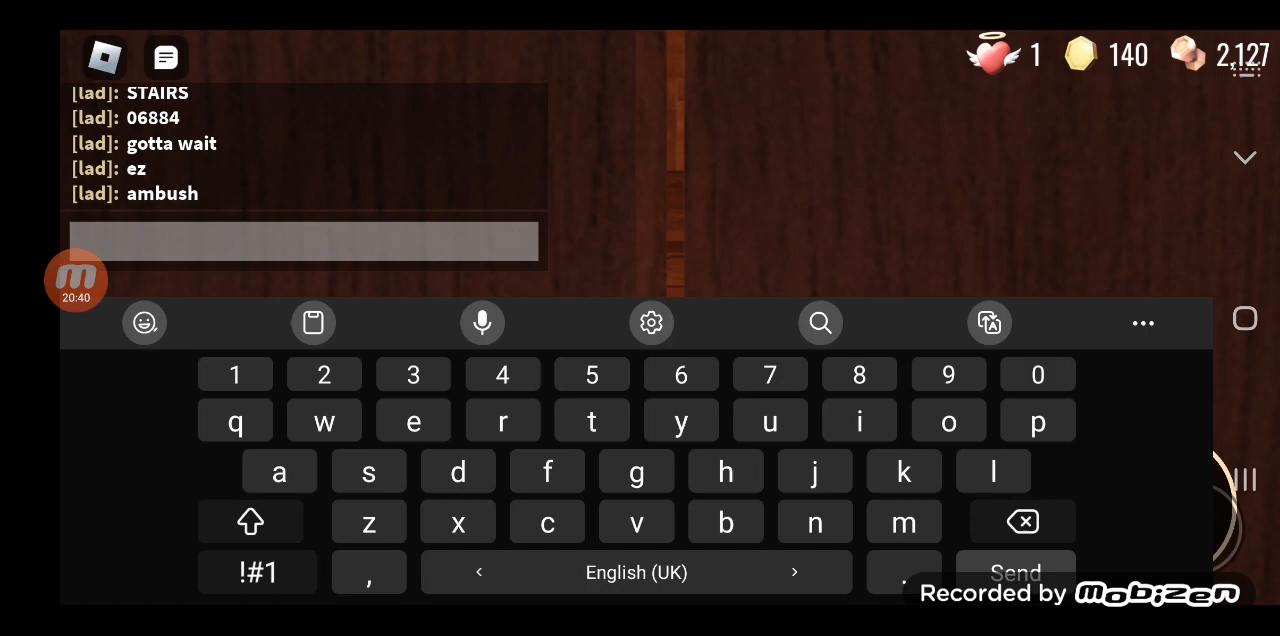 1 140 2,127
[lad]: STAIRS
[lad]: 06884
[lad]: gotta wait
[lad]: ez
[lad]: ambush
20:40
1 2 3 4 5 6 7 8 9 0
q w e r t y u i o p
a s d f g h j k l
z x c v b n m
!#1 , < English (UK) > . Send
Recorded by mobizen